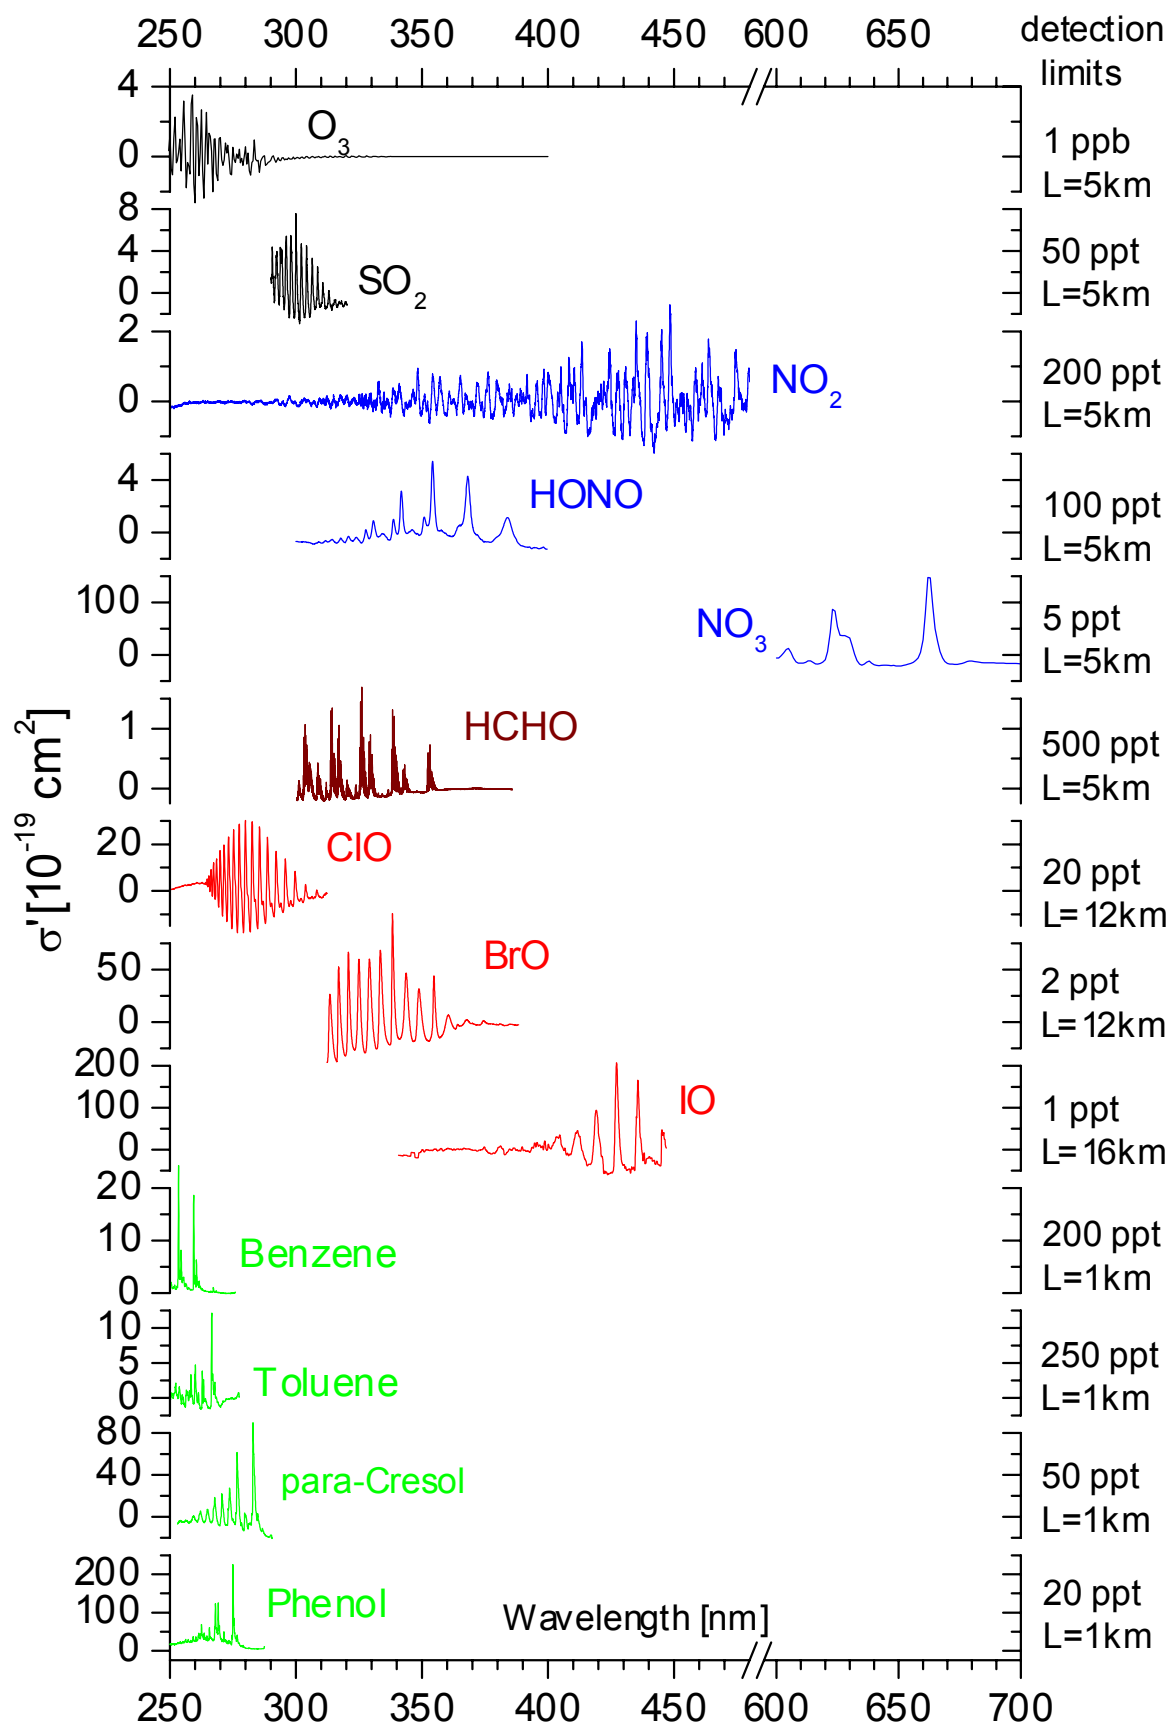 250 300 350 400 450 600 650 detection
limits
4
0
O3
1 ppb
L=5km
8
4
0
SO2
50 ppt
L=5km
2
0
NO2
200 ppt
L=5km
4
0
HONO
100 ppt
L=5km
100
0
NO3
5 ppt
L=5km
σ' [10-19 cm2]
1
0
HCHO
500 ppt
L=5km
20
0
ClO
20 ppt
L=12km
50
0
BrO
2 ppt
L=12km
200
100
0
IO
1 ppt
L=16km
20
10
0
Benzene
200 ppt
L=1km
10
5
0
Toluene
250 ppt
L=1km
80
40
0
para-Cresol
50 ppt
L=1km
200
100
0
Phenol
Wavelength [nm]
20 ppt
L=1km
250 300 350 400 450 600 650 700